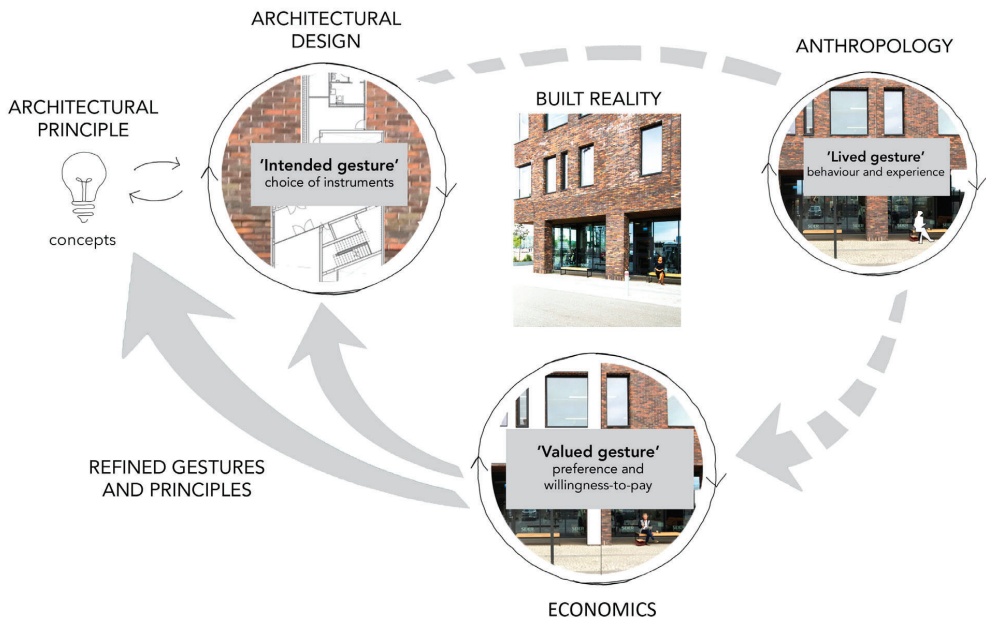 ARCHITECTURAL
DESIGN
ANTHROPOLOGY
ARCHITECTURAL
PRINCIPLE
BUILT REALITY
'Intended gesture'
choice of instruments
'Lived gesture'
behaviour and experience
concepts
'Valued gesture'
preference and
willingness-to-pay
REFINED GESTURES
AND PRINCIPLES
ECONOMICS